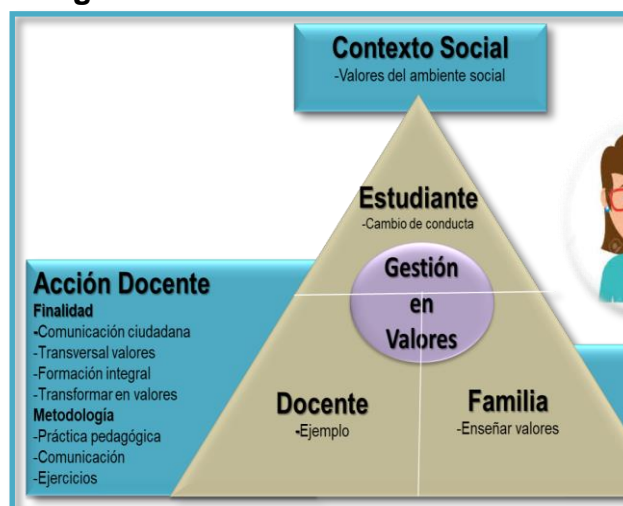 Contexto Social
-Valores del ambiente social
Estudiante
-Cambio de conducta
Gestión
en
Valores
Acción Docente
Finalidad
-Comunicación ciudadana
-Transversal valores
-Formación integral
-Transformar en valores
Metodología
-Práctica pedagógica
-Comunicación
-Ejercicios
Docente
-Ejemplo
Familia
-Enseñar valores